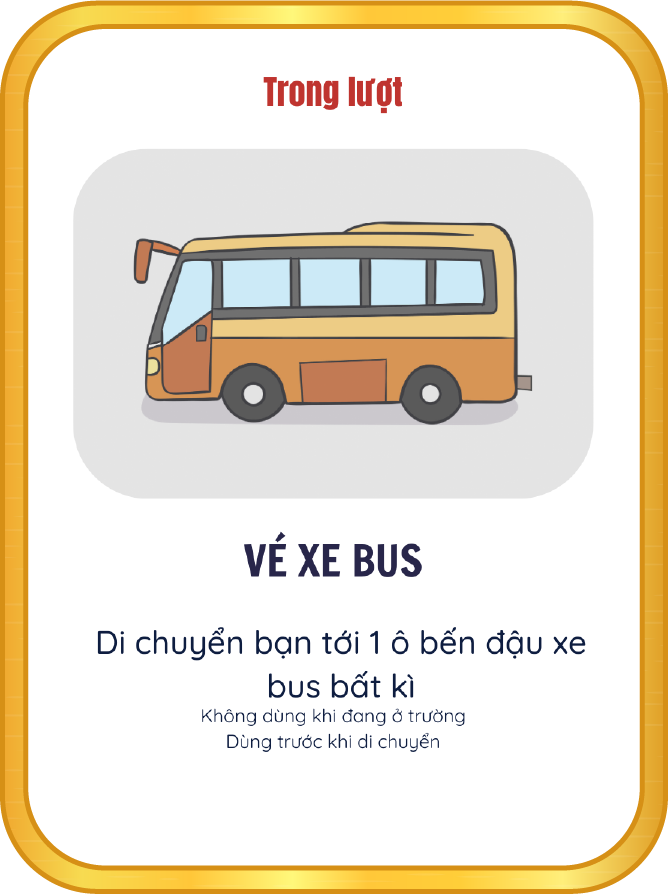 Trong lượt
VÉ XE BUS
Di chuyển bạn tới 1 ô bến đậu xe
bus bất kì
Không dùng khi đang ở trường
Dùng trước khi di chuyển